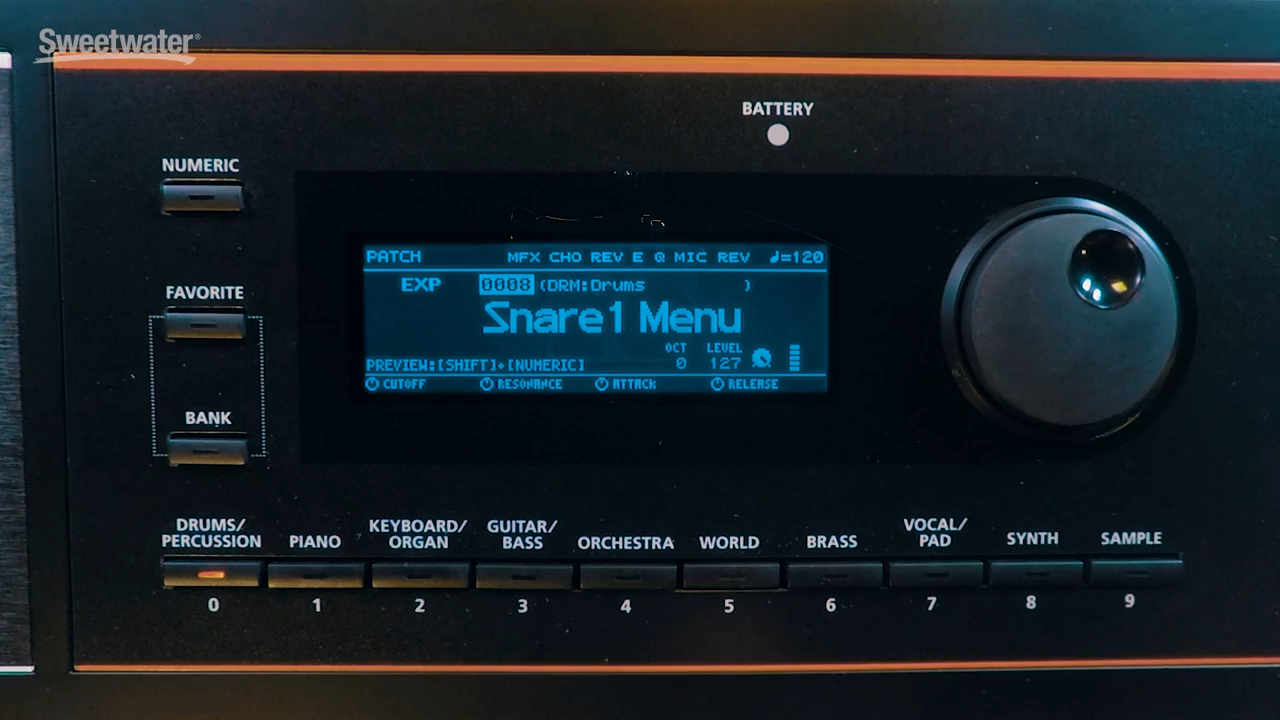 Sweetwater®
BATTERY
NUMERIC
PATCH MFX CHO REV E Q MIC REV ♩=120
EXP 0008 (DRM:Drums )
Snare1 Menu
OCT LEVEL
PREVIEW:[SHIFT]+[NUMERIC] 0 127
CUTOFF RESONANCE ATTACK RELEASE
FAVORITE
BANK
DRUMS/
PERCUSSION
PIANO
KEYBOARD/
ORGAN
GUITAR/
BASS
ORCHESTRA
WORLD
BRASS
VOCAL/
PAD
SYNTH
SAMPLE
0 1 2 3 4 5 6 7 8 9